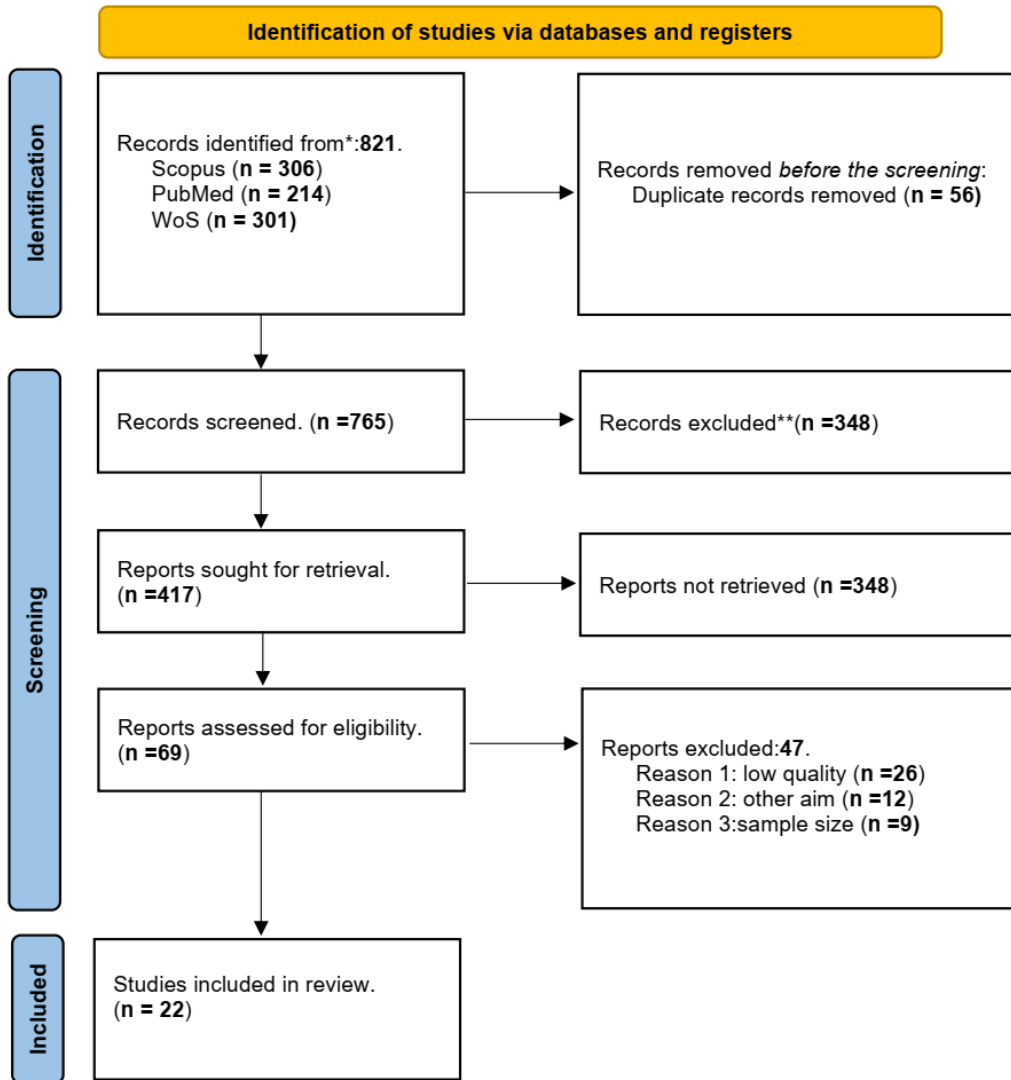 Identification of studies via databases and registers
Identification
Records identified from*:821.
Scopus (n = 306)
PubMed (n = 214)
WoS (n = 301)
Records removed before the screening:
Duplicate records removed (n = 56)
Screening
Records screened. (n =765)
Records excluded**(n =348)
Reports sought for retrieval.
(n =417)
Reports not retrieved (n =348)
Reports assessed for eligibility.
(n =69)
Reports excluded:47.
Reason 1: low quality (n =26)
Reason 2: other aim (n =12)
Reason 3:sample size (n =9)
Included
Studies included in review.
(n = 22)